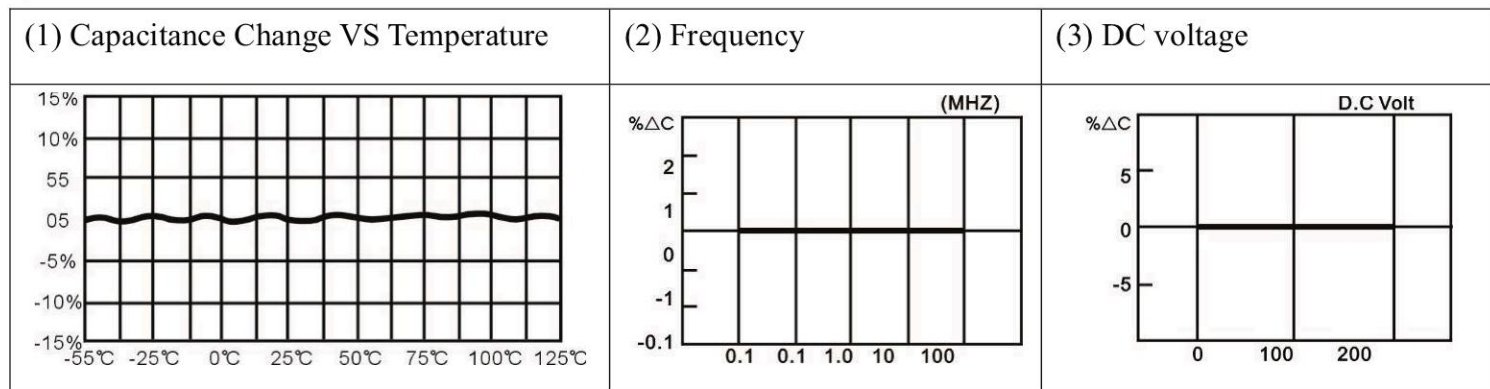 (1) Capacitance Change VS Temperature
(2) Frequency
(3) DC voltage
15%
10%
55
05
-5%
-10%
-15%
-55℃ -25℃ 0℃ 25℃ 50℃ 75℃ 100℃ 125℃
(MHZ)
%△C
2
1
0
-1
-0.1
0.1 0.1 1.0 10 100
D.C Volt
%△C
5
0
-5
0 100 200